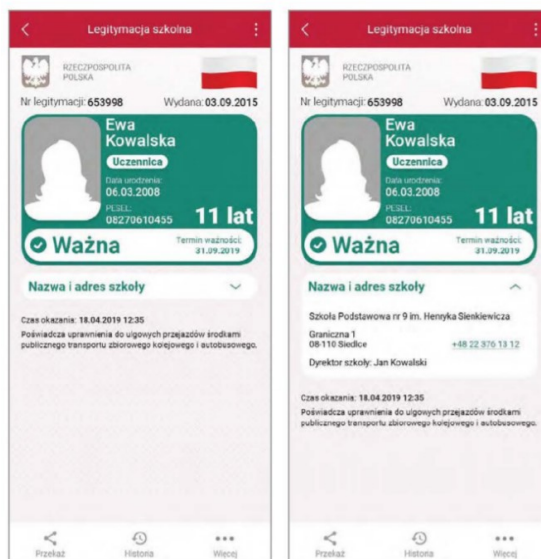 Legitymacja szkolna
RZECZPOSPOLITA
POLSKA
Nr legitymacji: 653998 Wydana: 03.09.2015
Ewa
Kowalska
Uczennica
Data urodzenia:
06.03.2008
PESEL:
08270610455
11 lat
Ważna
Termin ważności:
31.09.2019
Nazwa i adres szkoły
Czas okazania: 18.04.2019 12:35
Poświadcza uprawnienia do ulgowych przejazdów środkami
publicznego transportu zbiorowego kolejowego i autobusowego.
Przekaż Historia Więcej
Legitymacja szkolna
RZECZPOSPOLITA
POLSKA
Nr legitymacji: 653998 Wydana: 03.09.2015
Ewa
Kowalska
Uczennica
Data urodzenia:
06.03.2008
PESEL:
08270610455
11 lat
Ważna
Termin ważności:
31.09.2019
Nazwa i adres szkoły
Szkoła Podstawowa nr 9 im. Henryka Sienkiewicza
Graniczna 1
08-110 Siedlce +48 22 376 13 12
Dyrektor szkoły: Jan Kowalski
Czas okazania: 18.04.2019 12:35
Poświadcza uprawnienia do ulgowych przejazdów środkami
publicznego transportu zbiorowego kolejowego i autobusowego.
Przekaż Historia Więcej